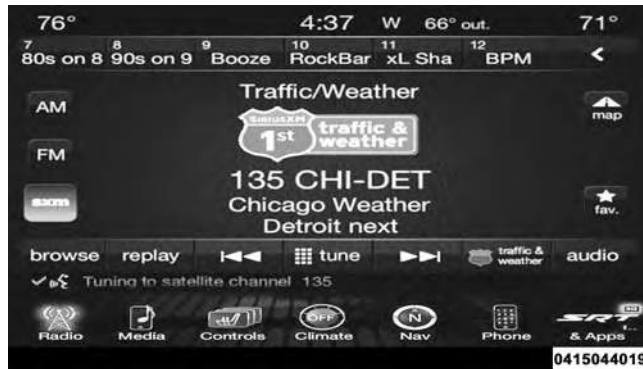 76° 4:37 W 66° out. 71°
7 8 9 10 11 12
80s on 8 90s on 9 Booze RockBar xL Sha BPM
Traffic/Weather
AM
SiriusXM
1st traffic & weather
map
FM
135 CHI-DET
sxm
Chicago Weather
fav.
Detroit next
browse replay tune traffic & weather audio
Tuning to satellite channel 135
OFF N
Radio Media Controls Climate Nav Phone SRT & Apps
0415044019